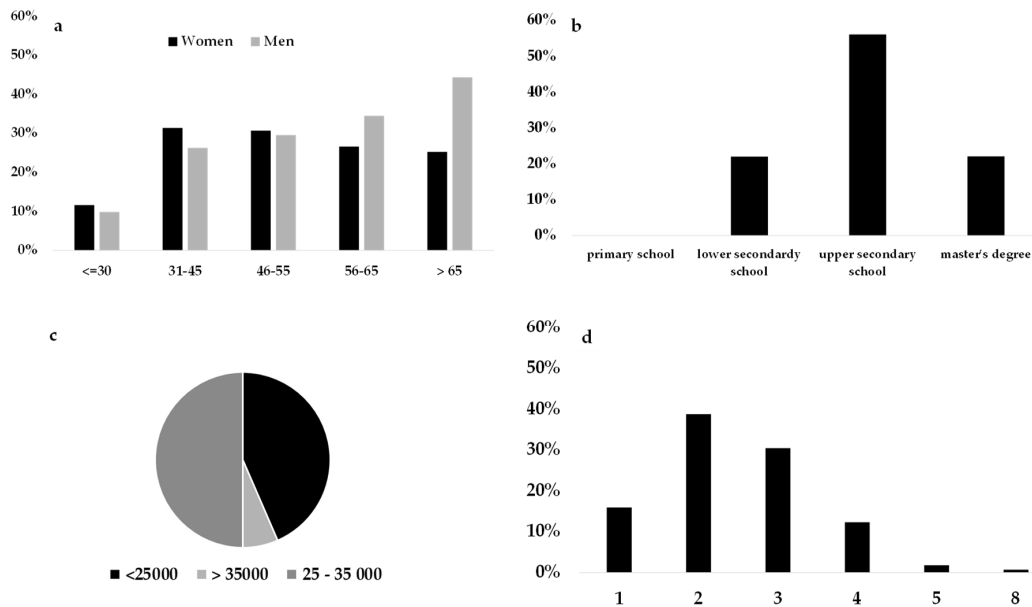 a
60%
50%
40%
30%
20%
10%
0%
Women Men
<=30 31-45 46-55 56-65 > 65
b
60%
50%
40%
30%
20%
10%
0%
primary school lower secondardy upper secondary master's degree
school school
c
<25000 > 35000 25 - 35 000
d
60%
50%
40%
30%
20%
10%
0%
1 2 3 4 5 8